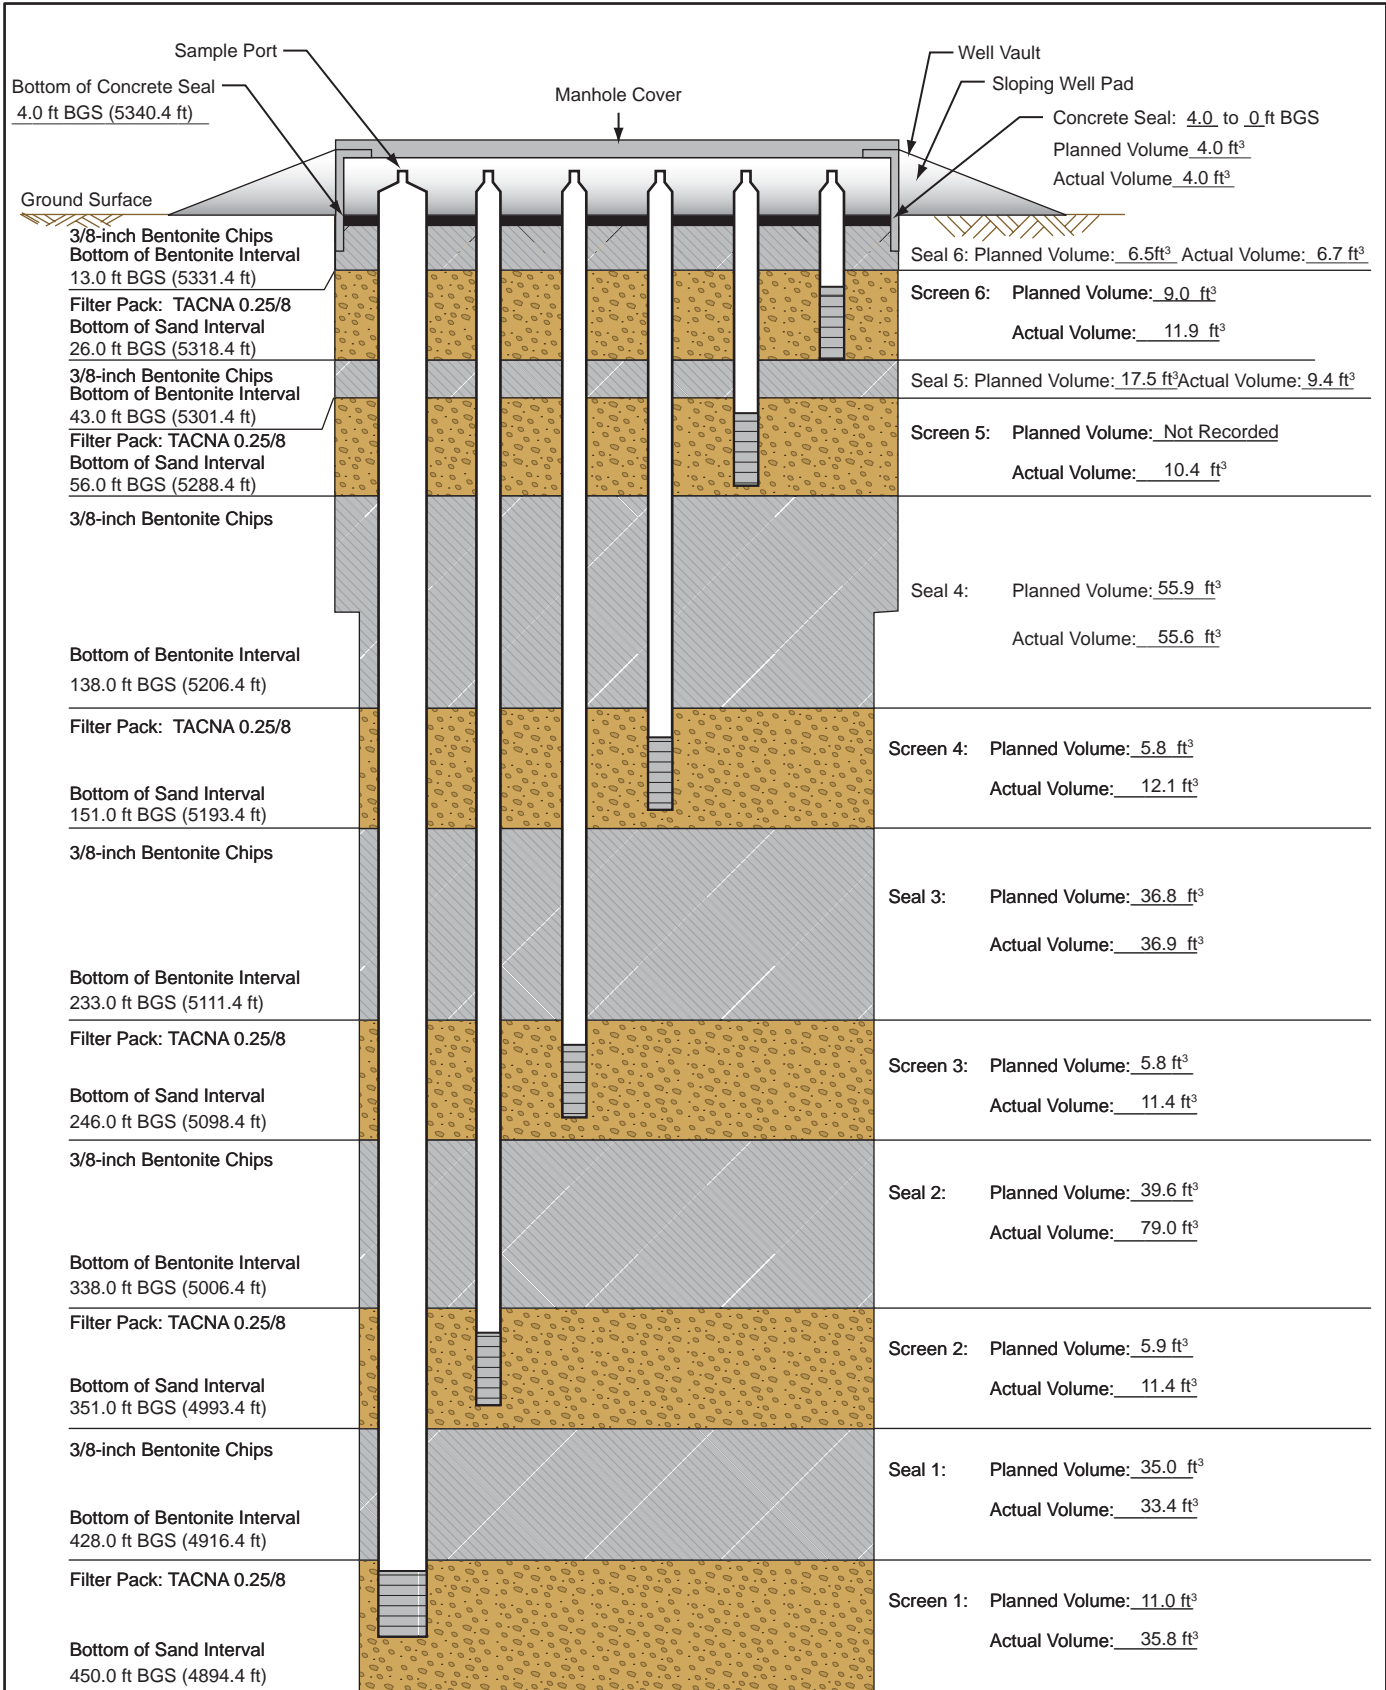 Sample Port
Bottom of Concrete Seal
4.0 ft BGS (5340.4 ft)
Manhole Cover
Well Vault
Sloping Well Pad
Concrete Seal: 4.0 to 0 ft BGS
Planned Volume 4.0 ft³
Actual Volume 4.0 ft³
Ground Surface
3/8-inch Bentonite Chips
Bottom of Bentonite Interval
13.0 ft BGS (5331.4 ft)
Seal 6: Planned Volume: 6.5ft³ Actual Volume: 6.7 ft³
Filter Pack: TACNA 0.25/8
Bottom of Sand Interval
26.0 ft BGS (5318.4 ft)
Screen 6: Planned Volume: 9.0 ft³
Actual Volume: 11.9 ft³
3/8-inch Bentonite Chips
Bottom of Bentonite Interval
43.0 ft BGS (5301.4 ft)
Seal 5: Planned Volume: 17.5 ft³ Actual Volume: 9.4 ft³
Filter Pack: TACNA 0.25/8
Bottom of Sand Interval
56.0 ft BGS (5288.4 ft)
Screen 5: Planned Volume: Not Recorded
Actual Volume: 10.4 ft³
3/8-inch Bentonite Chips
Bottom of Bentonite Interval
138.0 ft BGS (5206.4 ft)
Seal 4: Planned Volume: 55.9 ft³
Actual Volume: 55.6 ft³
Filter Pack: TACNA 0.25/8
Bottom of Sand Interval
151.0 ft BGS (5193.4 ft)
Screen 4: Planned Volume: 5.8 ft³
Actual Volume: 12.1 ft³
3/8-inch Bentonite Chips
Bottom of Bentonite Interval
233.0 ft BGS (5111.4 ft)
Seal 3: Planned Volume: 36.8 ft³
Actual Volume: 36.9 ft³
Filter Pack: TACNA 0.25/8
Bottom of Sand Interval
246.0 ft BGS (5098.4 ft)
Screen 3: Planned Volume: 5.8 ft³
Actual Volume: 11.4 ft³
3/8-inch Bentonite Chips
Bottom of Bentonite Interval
338.0 ft BGS (5006.4 ft)
Seal 2: Planned Volume: 39.6 ft³
Actual Volume: 79.0 ft³
Filter Pack: TACNA 0.25/8
Bottom of Sand Interval
351.0 ft BGS (4993.4 ft)
Screen 2: Planned Volume: 5.9 ft³
Actual Volume: 11.4 ft³
3/8-inch Bentonite Chips
Bottom of Bentonite Interval
428.0 ft BGS (4916.4 ft)
Seal 1: Planned Volume: 35.0 ft³
Actual Volume: 33.4 ft³
Filter Pack: TACNA 0.25/8
Bottom of Sand Interval
450.0 ft BGS (4894.4 ft)
Screen 1: Planned Volume: 11.0 ft³
Actual Volume: 35.8 ft³